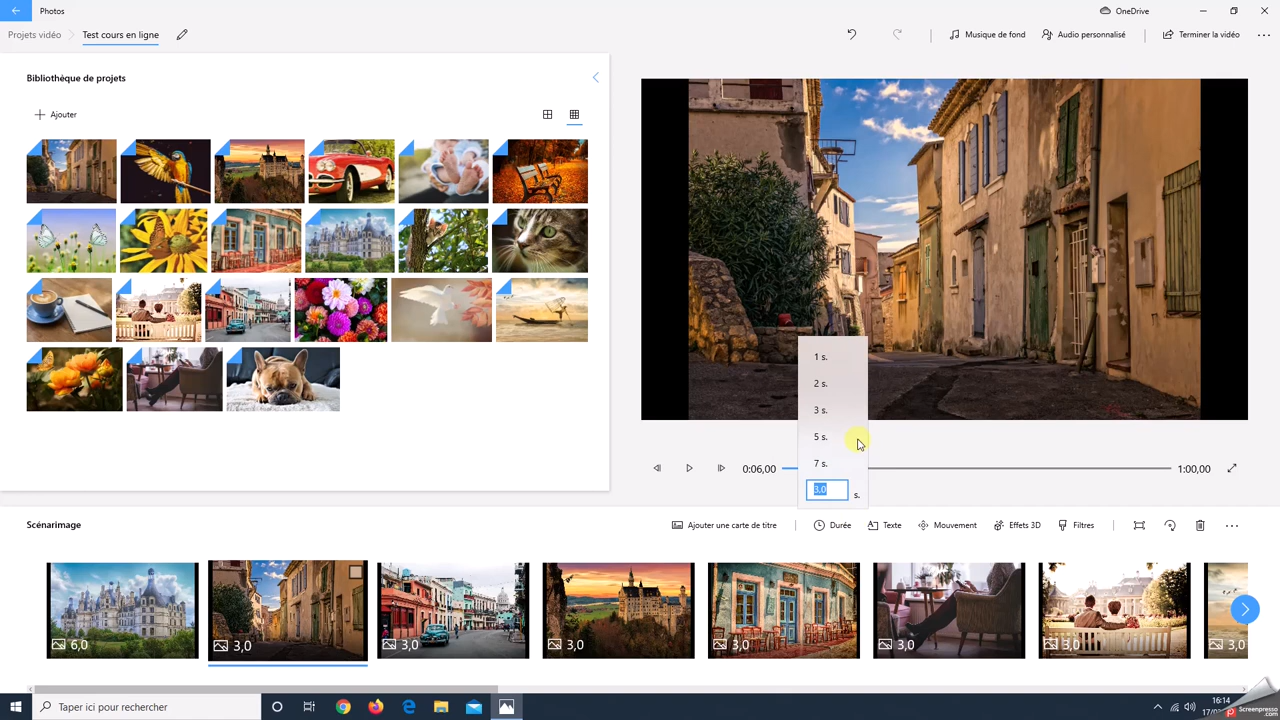 Photos
OneDrive
Projets vidéo
Test cours en ligne
Musique de fond
Audio personnalisé
Terminer la vidéo
Bibliothèque de projets
Ajouter
1 s.
2 s.
3 s.
5 s.
7 s.
3,0 s.
0:06,00
1:00,00
Scénarimage
Ajouter une carte de titre
Durée
Texte
Mouvement
Effets 3D
Filtres
6,0
3,0
3,0
3,0
3,0
3,0
3,0
3,0
Taper ici pour rechercher
16:14
Screenpresso
.com